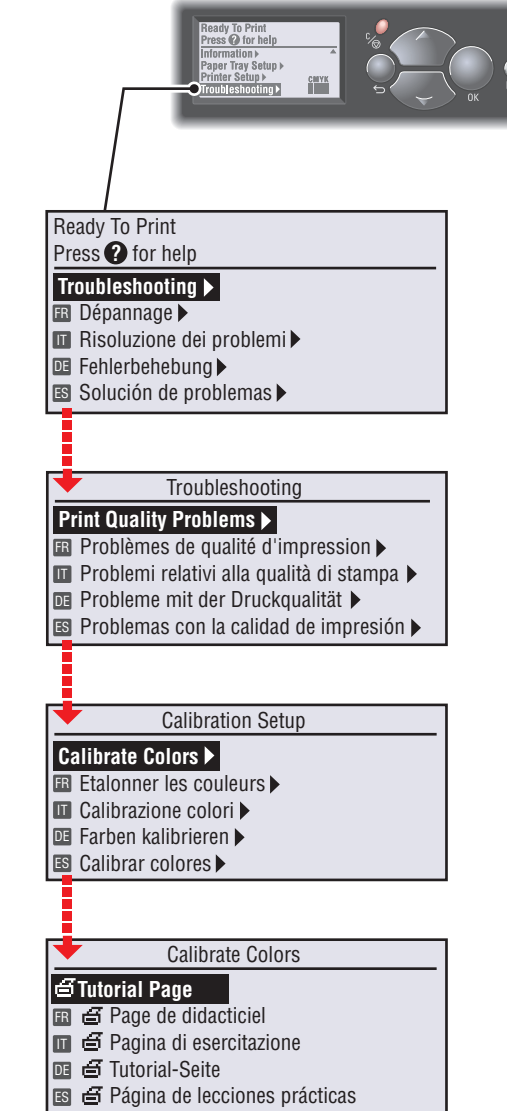 Ready To Print
Press ? for help
Information
Paper Tray Setup
Printer Setup
CMYK
Troubleshooting
C/
OK
Ready To Print
Press ? for help
Troubleshooting
FR Dépannage
IT Risoluzione dei problemi
DE Fehlerbehebung
ES Solución de problemas
Troubleshooting
Print Quality Problems
FR Problèmes de qualité d'impression
IT Problemi relativi alla qualità di stampa
DE Probleme mit der Druckqualität
ES Problemas con la calidad de impresión
Calibration Setup
Calibrate Colors
FR Etalonner les couleurs
IT Calibrazione colori
DE Farben kalibrieren
ES Calibrar colores
Calibrate Colors
Tutorial Page
FR Page de didacticiel
IT Pagina di esercitazione
DE Tutorial-Seite
ES Página de lecciones prácticas